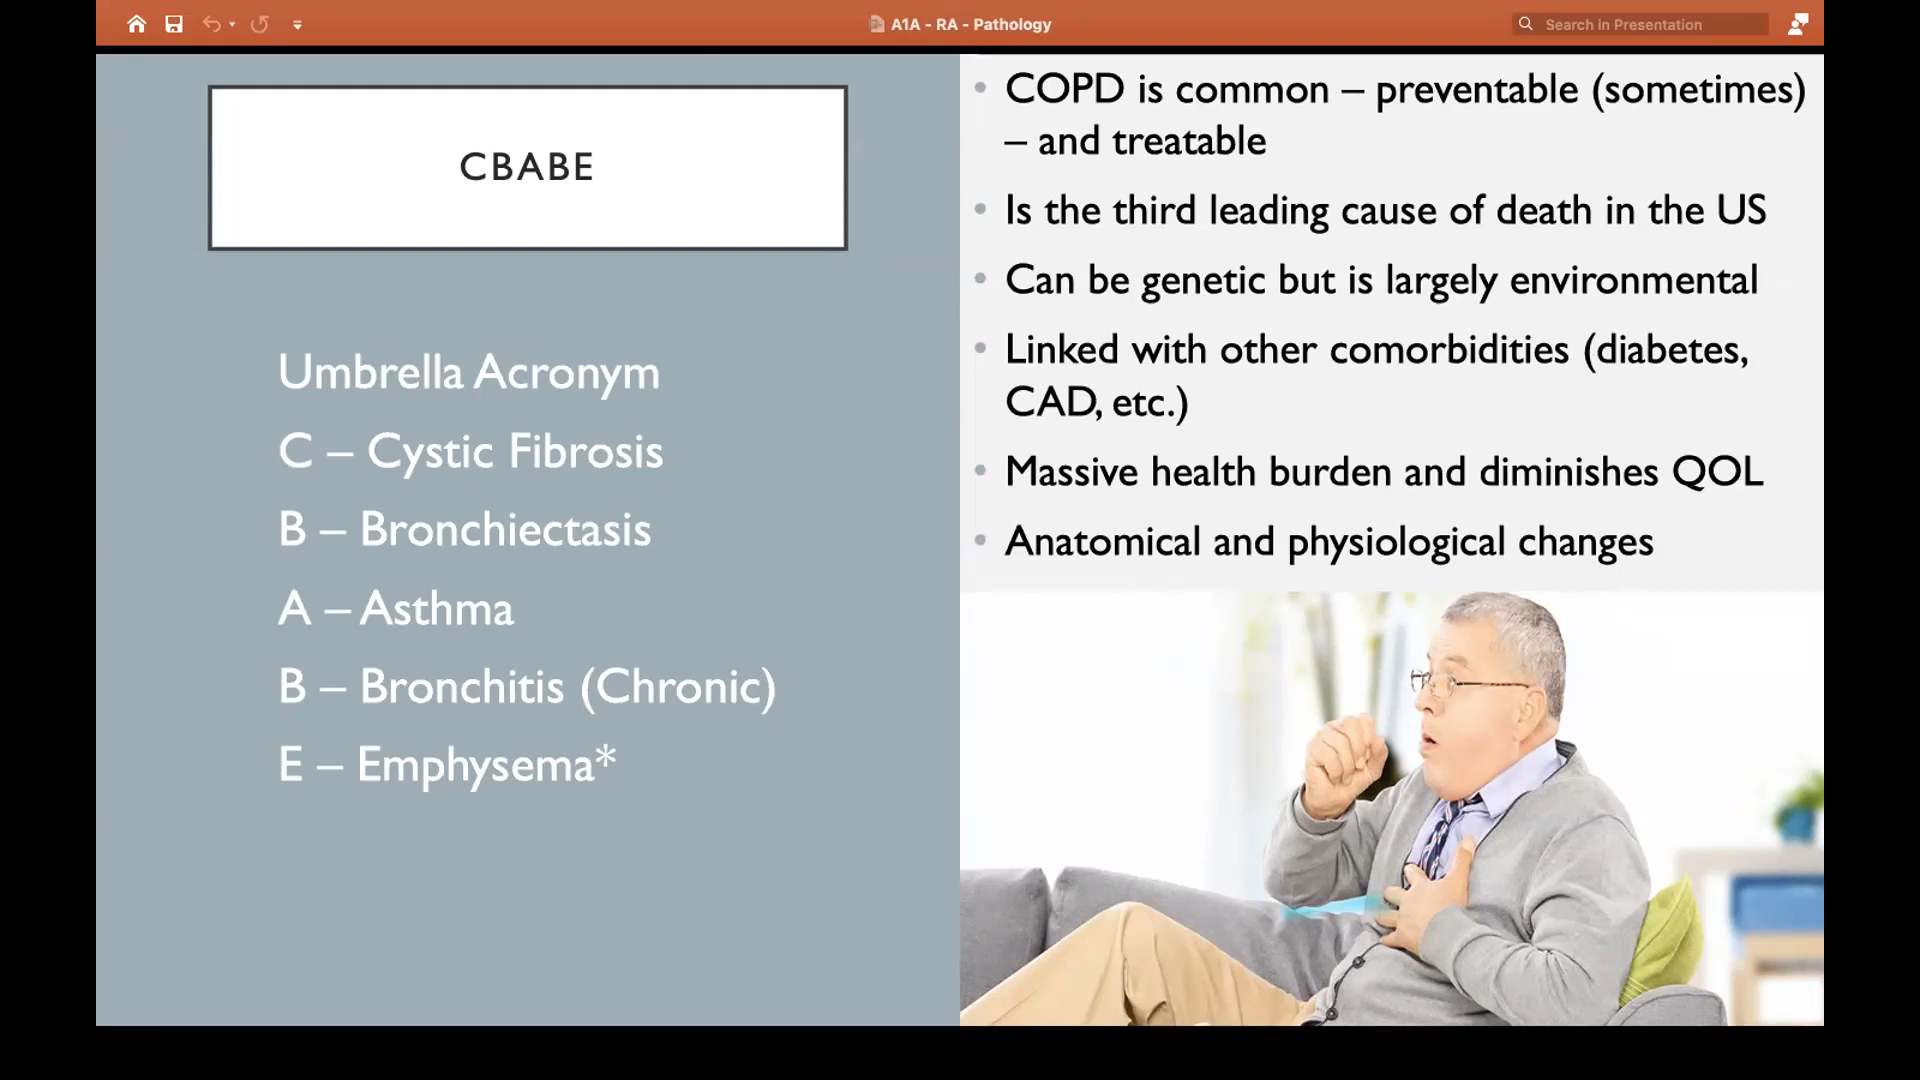 A1A - RA - Pathology
Search in Presentation
CBABE
Umbrella Acronym
C – Cystic Fibrosis
B – Bronchiectasis
A – Asthma
B – Bronchitis (Chronic)
E – Emphysema*
• COPD is common – preventable (sometimes)
– and treatable
• Is the third leading cause of death in the US
• Can be genetic but is largely environmental
• Linked with other comorbidities (diabetes,
CAD, etc.)
• Massive health burden and diminishes QOL
• Anatomical and physiological changes